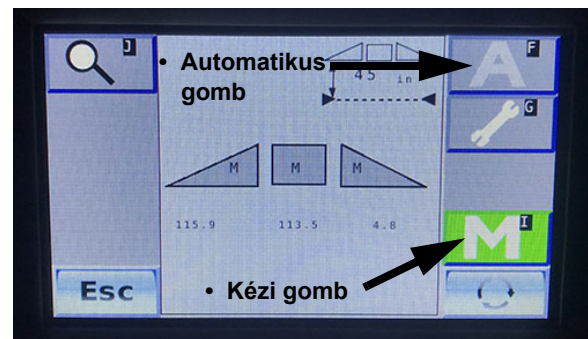 J
F
• Automatikus
gomb
A
45 in
G
M M M
115.9 113.5 4.8
I
M
Esc
• Kézi gomb